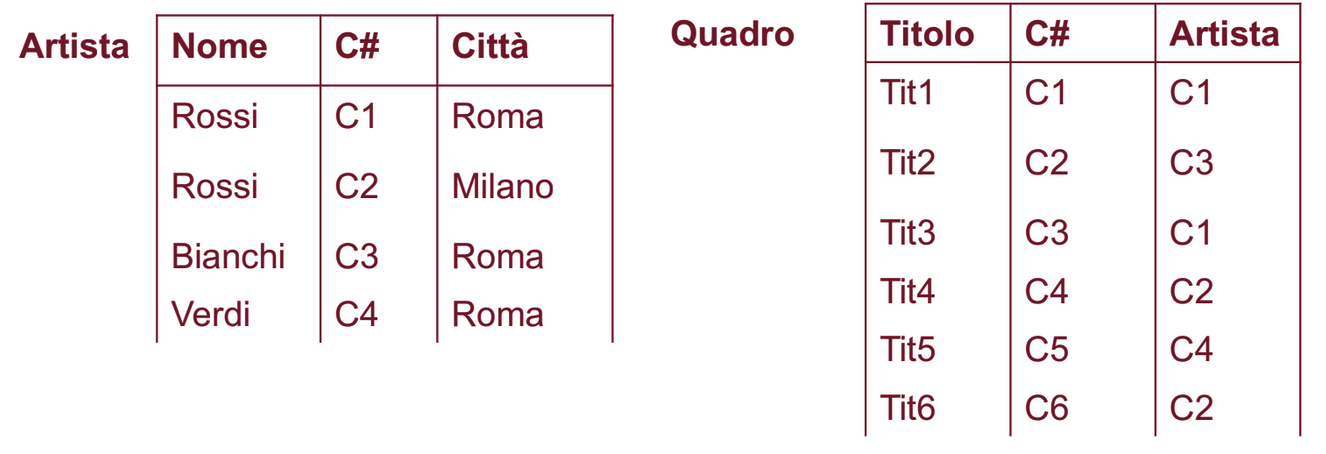 Artista
Nome C# Città
Rossi C1 Roma
Rossi C2 Milano
Bianchi C3 Roma
Verdi C4 Roma
Quadro
Titolo C# Artista
Tit1 C1 C1
Tit2 C2 C3
Tit3 C3 C1
Tit4 C4 C2
Tit5 C5 C4
Tit6 C6 C2